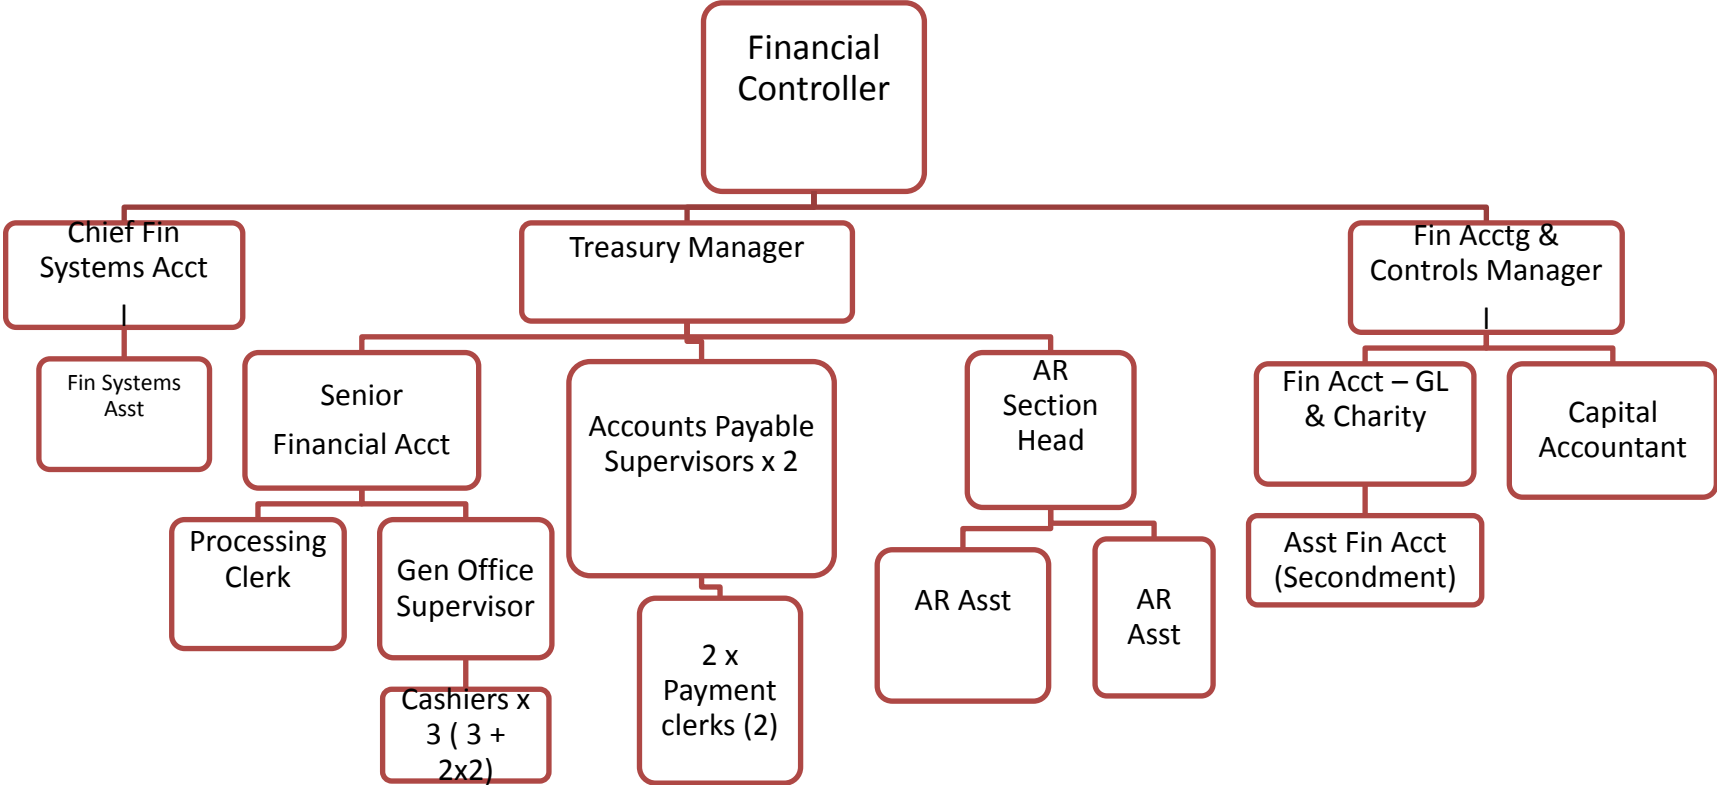 Financial
Controller
Chief Fin
Systems Acct
|
Treasury Manager
Fin Acctg &
Controls Manager
|
Fin Systems
Asst
Senior
Financial Acct
Accounts Payable
Supervisors x 2
AR
Section
Head
Fin Acct – GL
& Charity
Capital
Accountant
Processing
Clerk
Gen Office
Supervisor
2 x
Payment
clerks (2)
AR Asst
AR
Asst
Asst Fin Acct
(Secondment)
Cashiers x
3 ( 3 +
2x2)